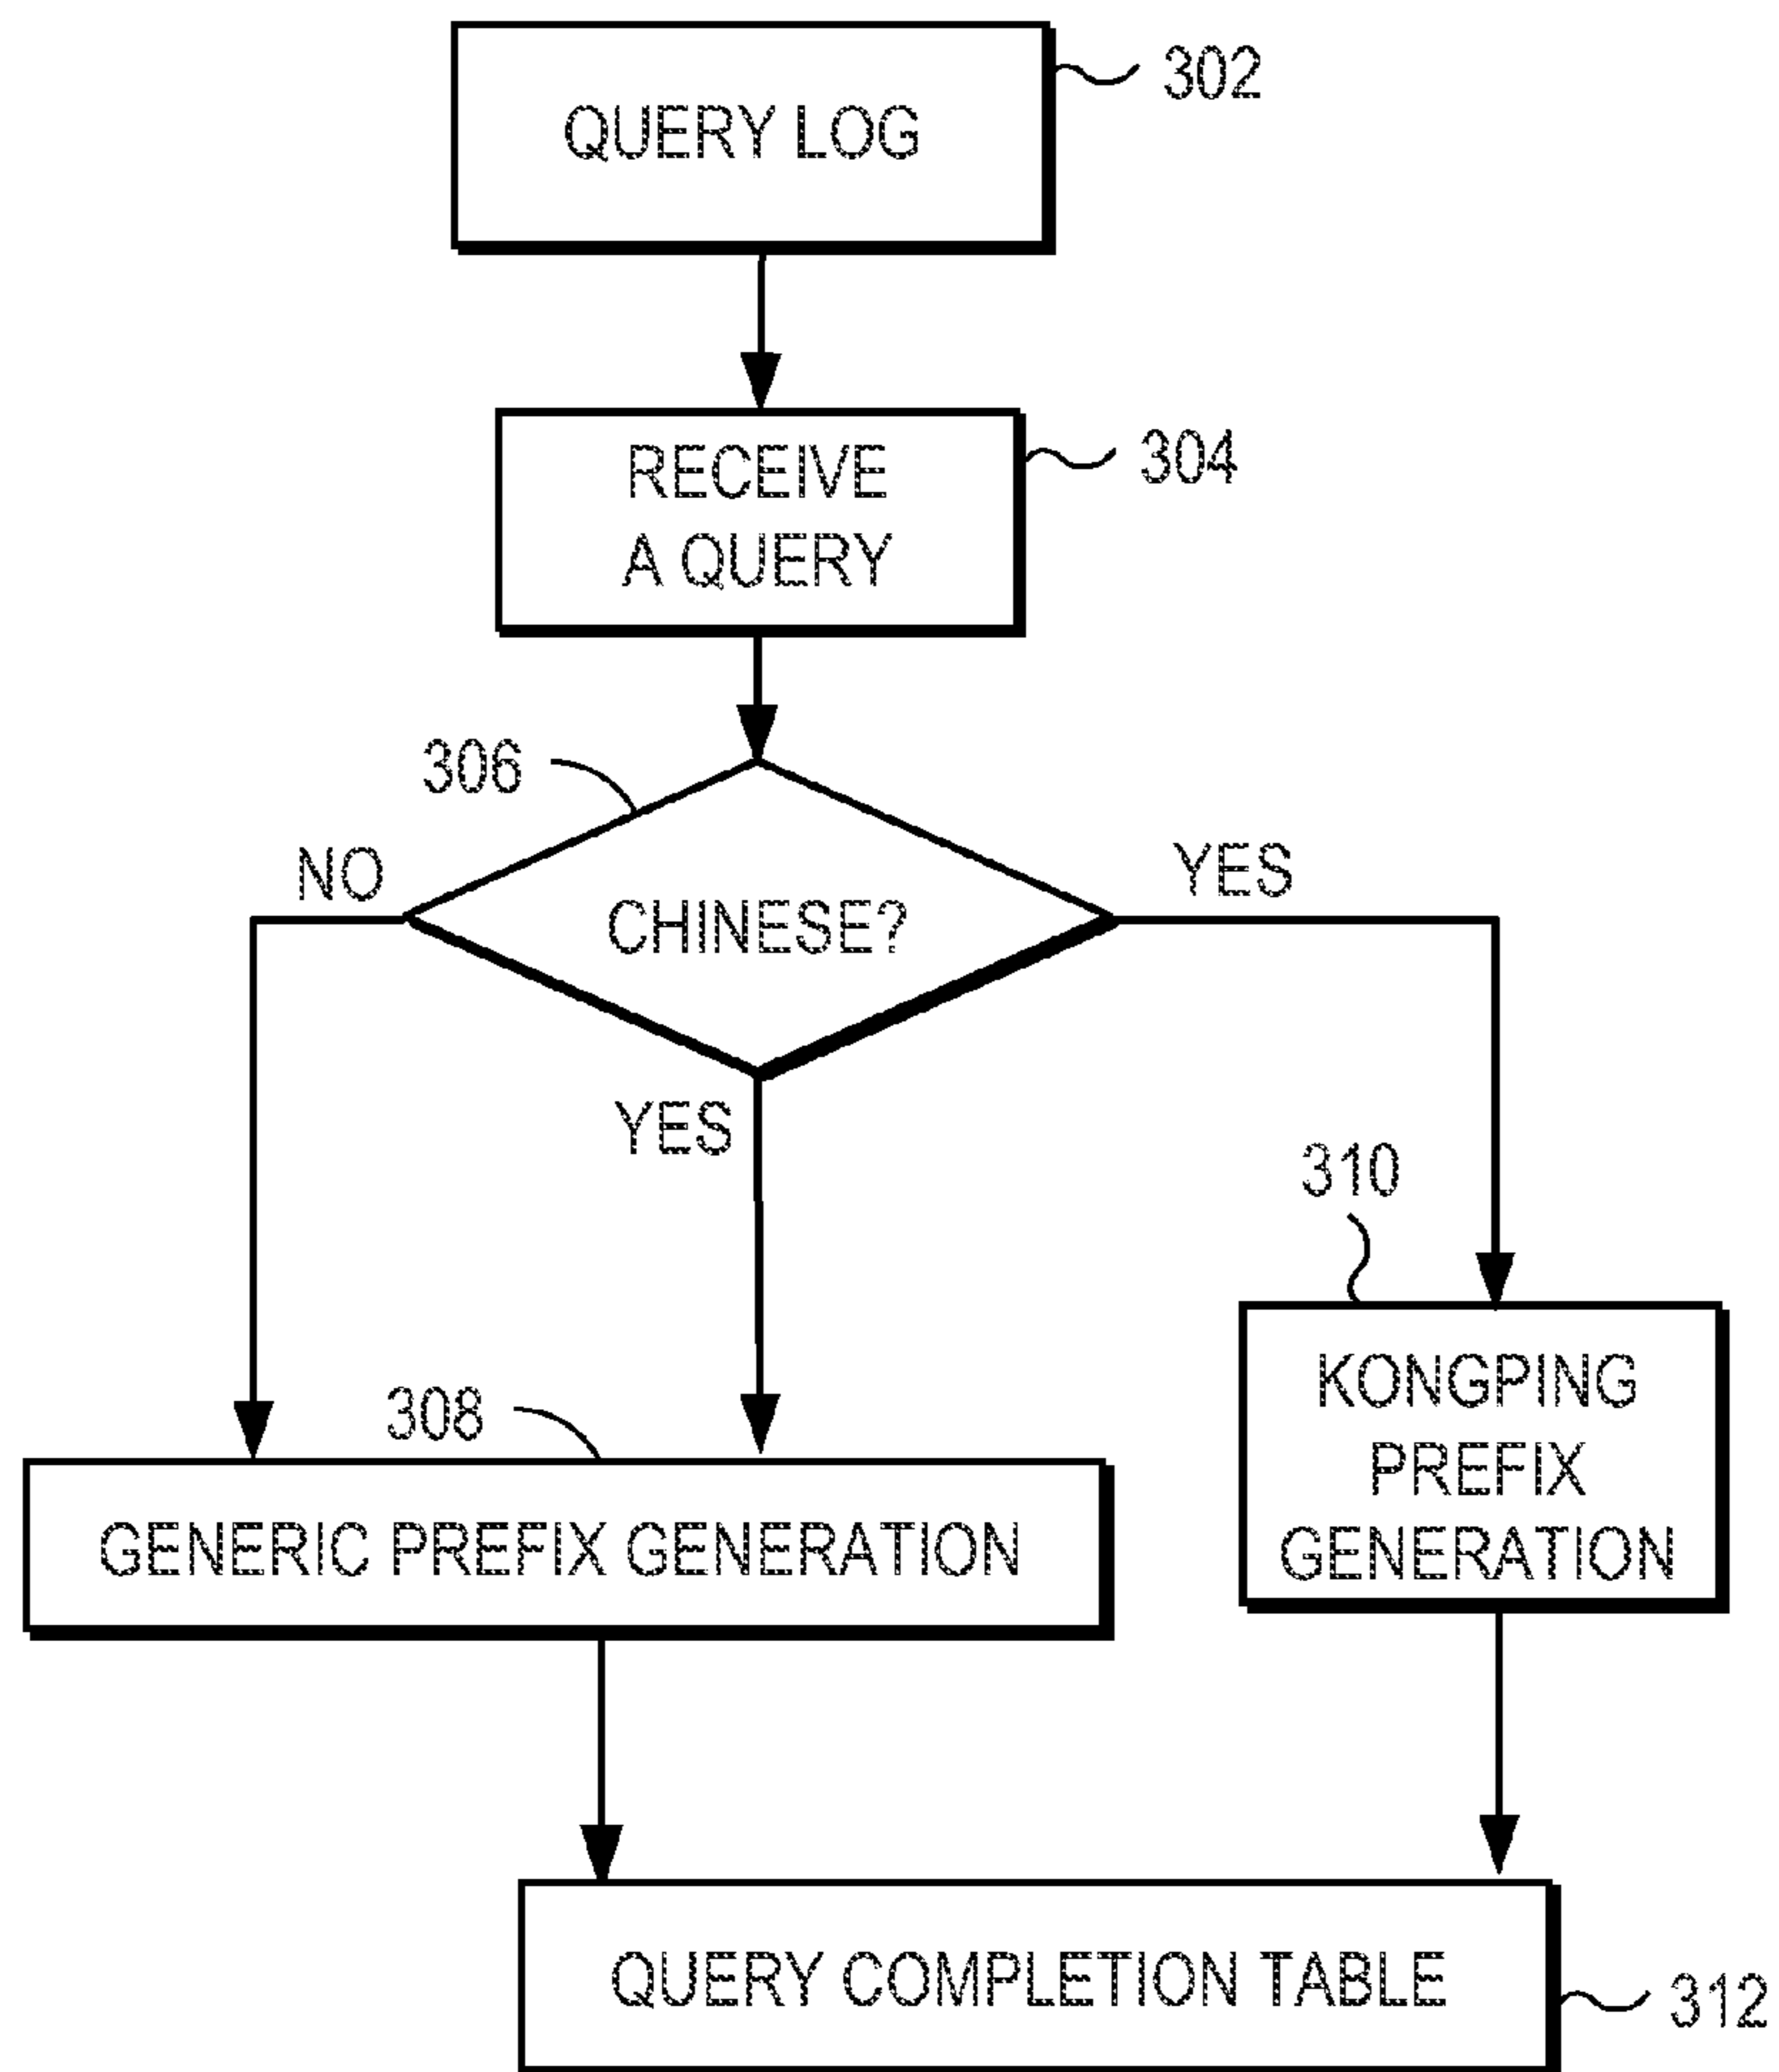 QUERY LOG
302
RECEIVE
A QUERY
304
306
NO
CHINESE?
YES
YES
310
KONGPING
PREFIX
GENERATION
308
GENERIC PREFIX GENERATION
QUERY COMPLETION TABLE
312